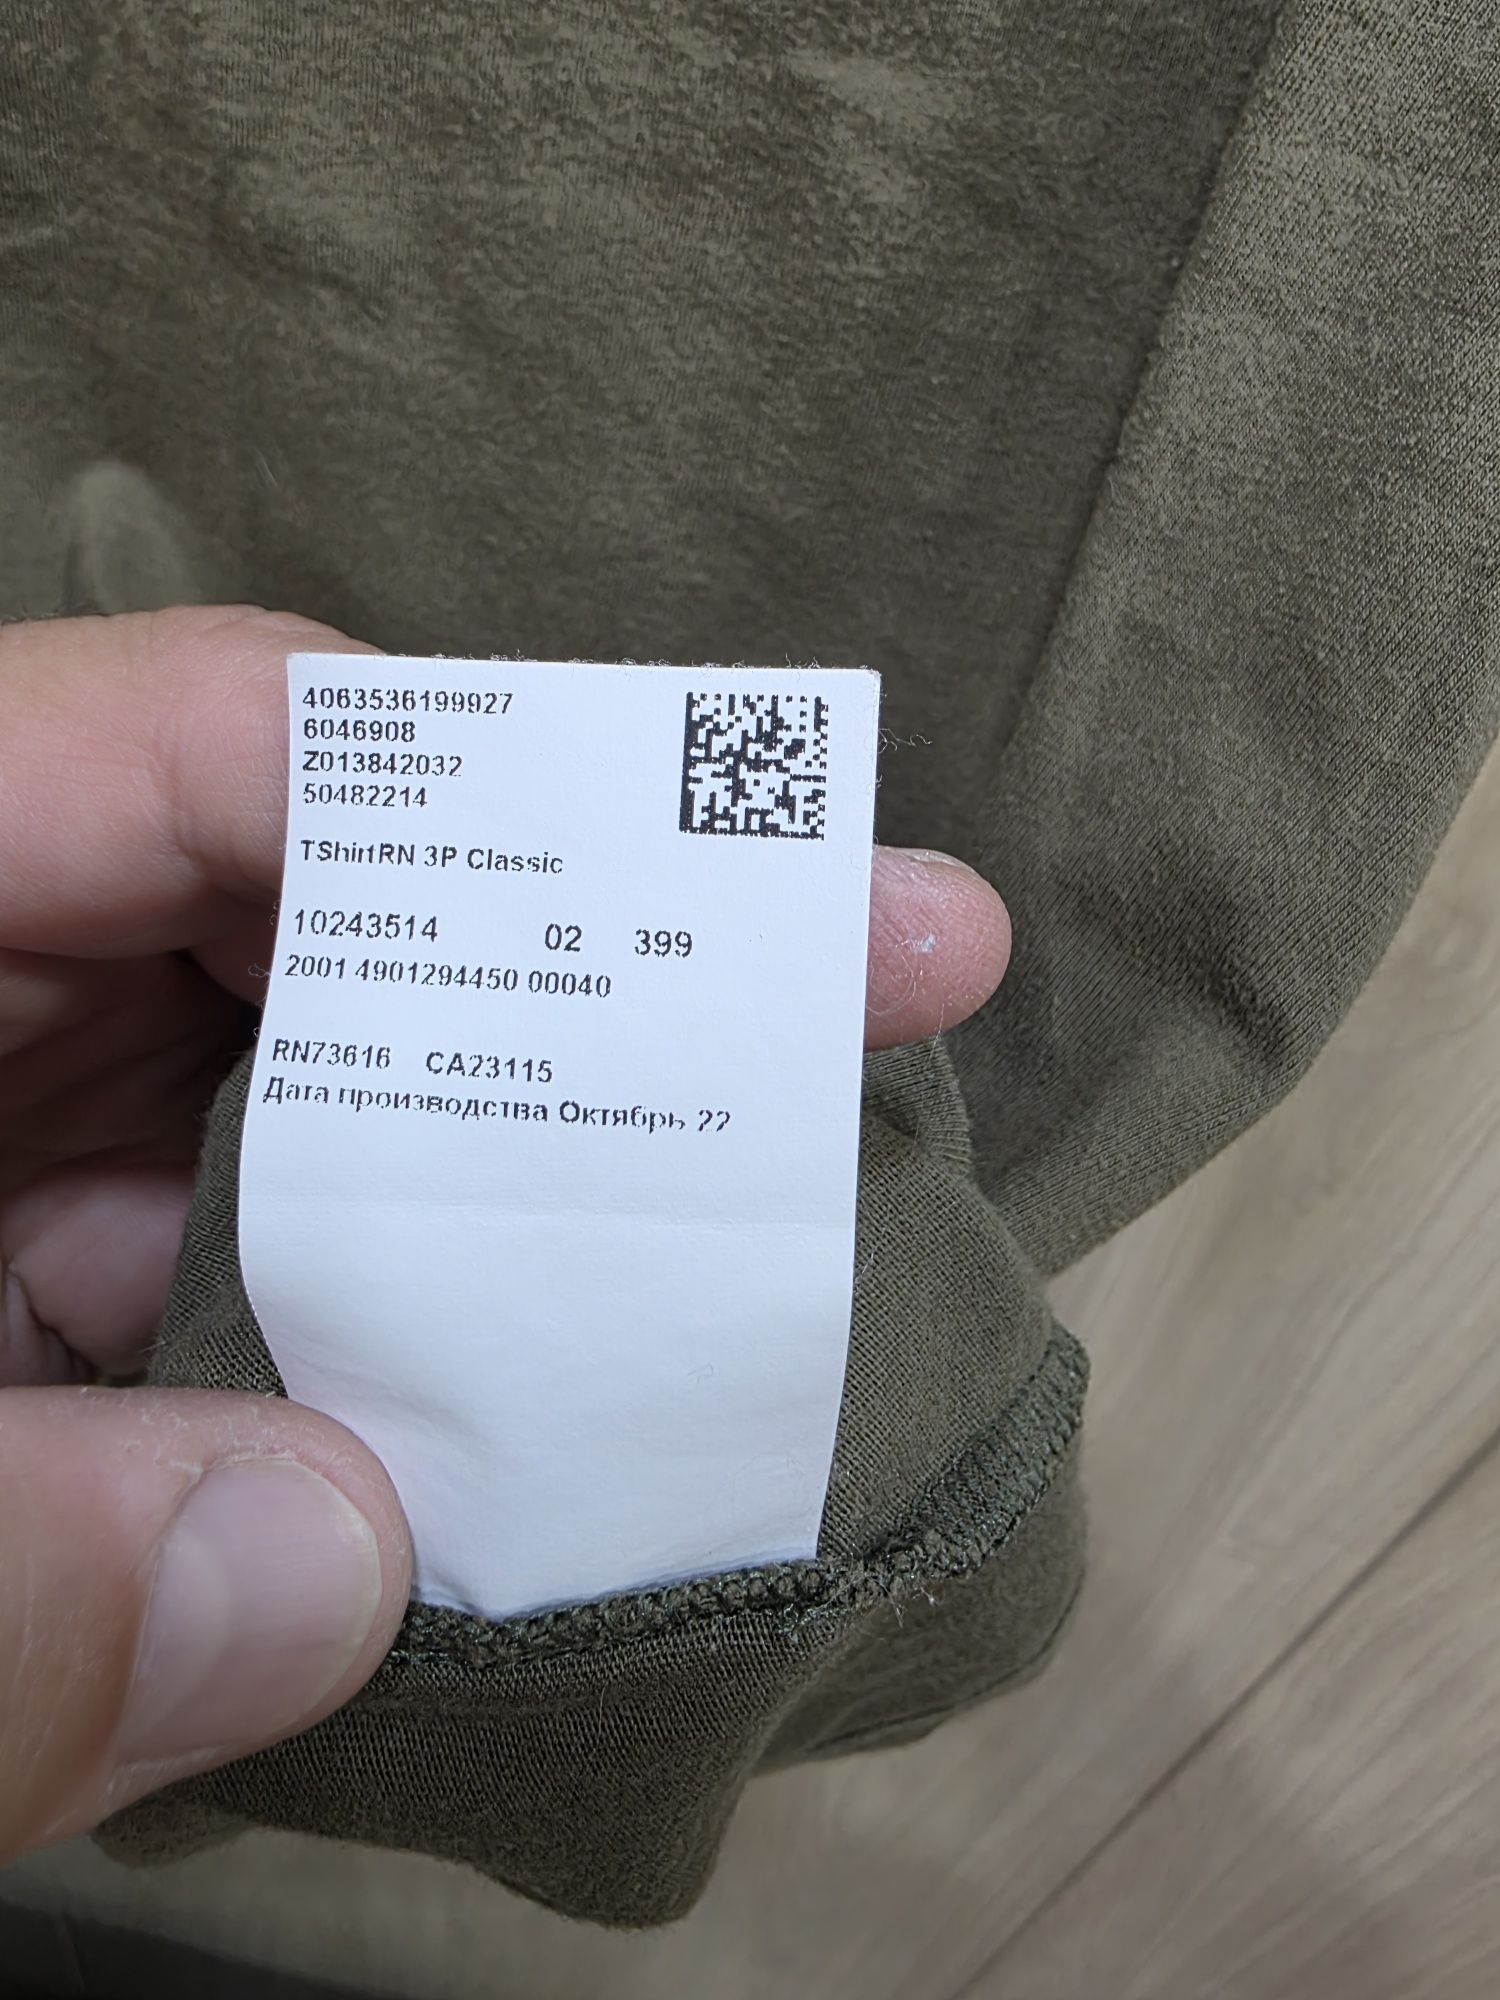 4063536199927
6046908
Z013842032
50482214
TShirtRN 3P Classic
10243514 02 399
2001 4901294450 00040
RN73616 CA23115
Дата производства Октябрь 22